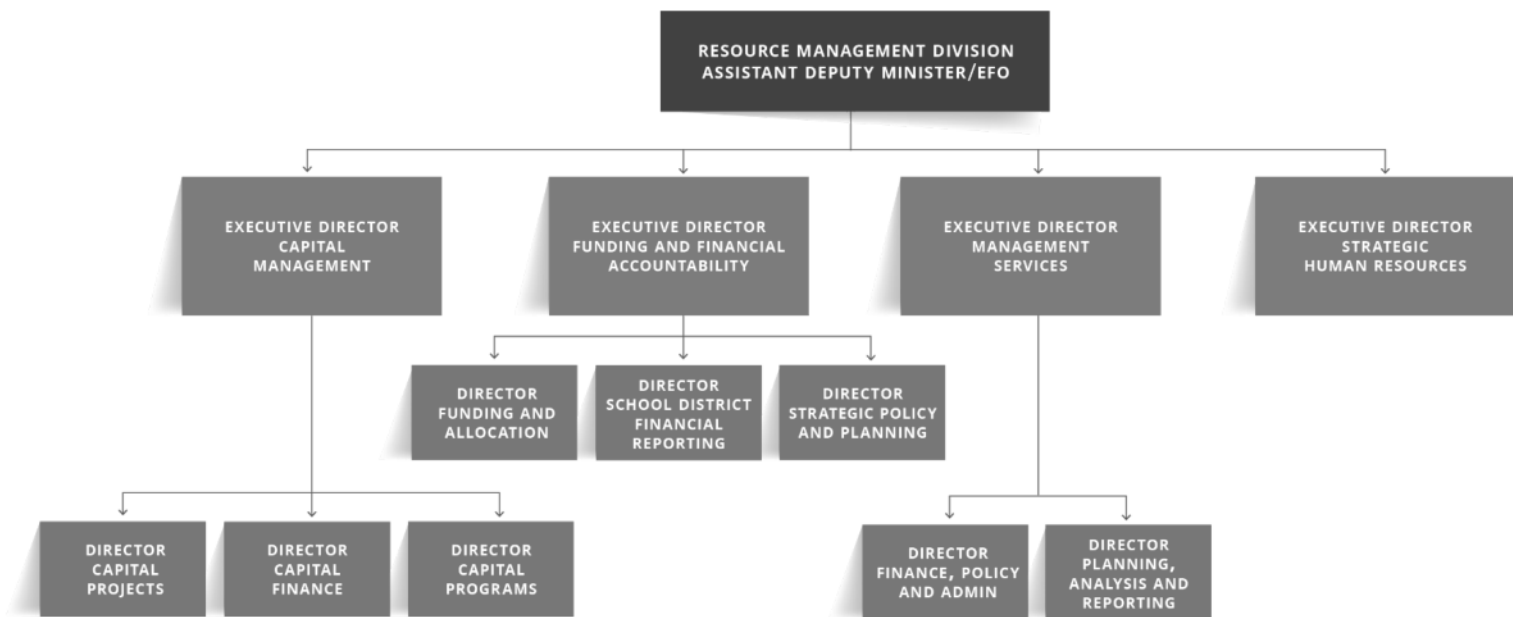 RESOURCE MANAGEMENT DIVISION
ASSISTANT DEPUTY MINISTER/EFO
EXECUTIVE DIRECTOR
CAPITAL
MANAGEMENT
EXECUTIVE DIRECTOR
FUNDING AND FINANCIAL
ACCOUNTABILITY
EXECUTIVE DIRECTOR
MANAGEMENT
SERVICES
EXECUTIVE DIRECTOR
STRATEGIC
HUMAN RESOURCES
DIRECTOR
FUNDING AND
ALLOCATION
DIRECTOR
SCHOOL DISTRICT
FINANCIAL
REPORTING
DIRECTOR
STRATEGIC POLICY
AND PLANNING
DIRECTOR
CAPITAL
PROJECTS
DIRECTOR
CAPITAL
FINANCE
DIRECTOR
CAPITAL
PROGRAMS
DIRECTOR
FINANCE, POLICY
AND ADMIN
DIRECTOR
PLANNING,
ANALYSIS AND
REPORTING